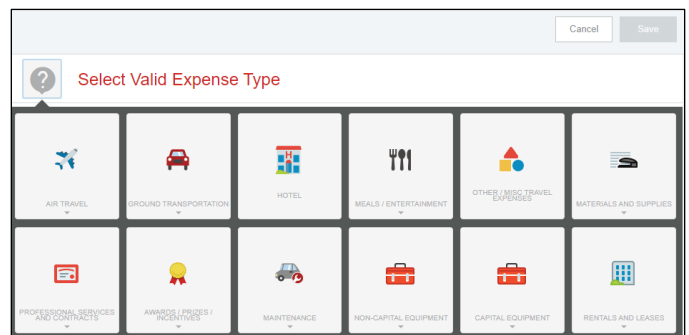 Cancel
Save
Select Valid Expense Type
AIR TRAVEL
GROUND TRANSPORTATION
HOTEL
MEALS / ENTERTAINMENT
OTHER / MISC TRAVEL
EXPENSES
MATERIALS AND SUPPLIES
PROFESSIONAL SERVICES
AND CONTRACTS
AWARDS / PRIZES /
INCENTIVES
MAINTENANCE
NON-CAPITAL EQUIPMENT
CAPITAL EQUIPMENT
RENTALS AND LEASES